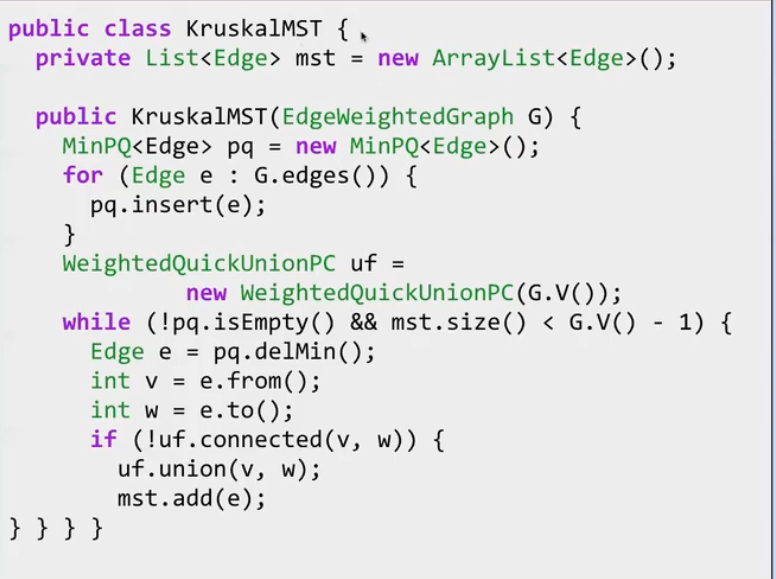 public class KruskalMST {
private List<Edge> mst = new ArrayList<Edge>();
public KruskalMST(EdgeWeightedGraph G) {
MinPQ<Edge> pq = new MinPQ<Edge>();
for (Edge e : G.edges()) {
pq.insert(e);
}
WeightedQuickUnionPC uf =
new WeightedQuickUnionPC(G.V());
while (!pq.isEmpty() && mst.size() < G.V() - 1) {
Edge e = pq.delMin();
int v = e.from();
int w = e.to();
if (!uf.connected(v, w)) {
uf.union(v, w);
mst.add(e);
} } } }